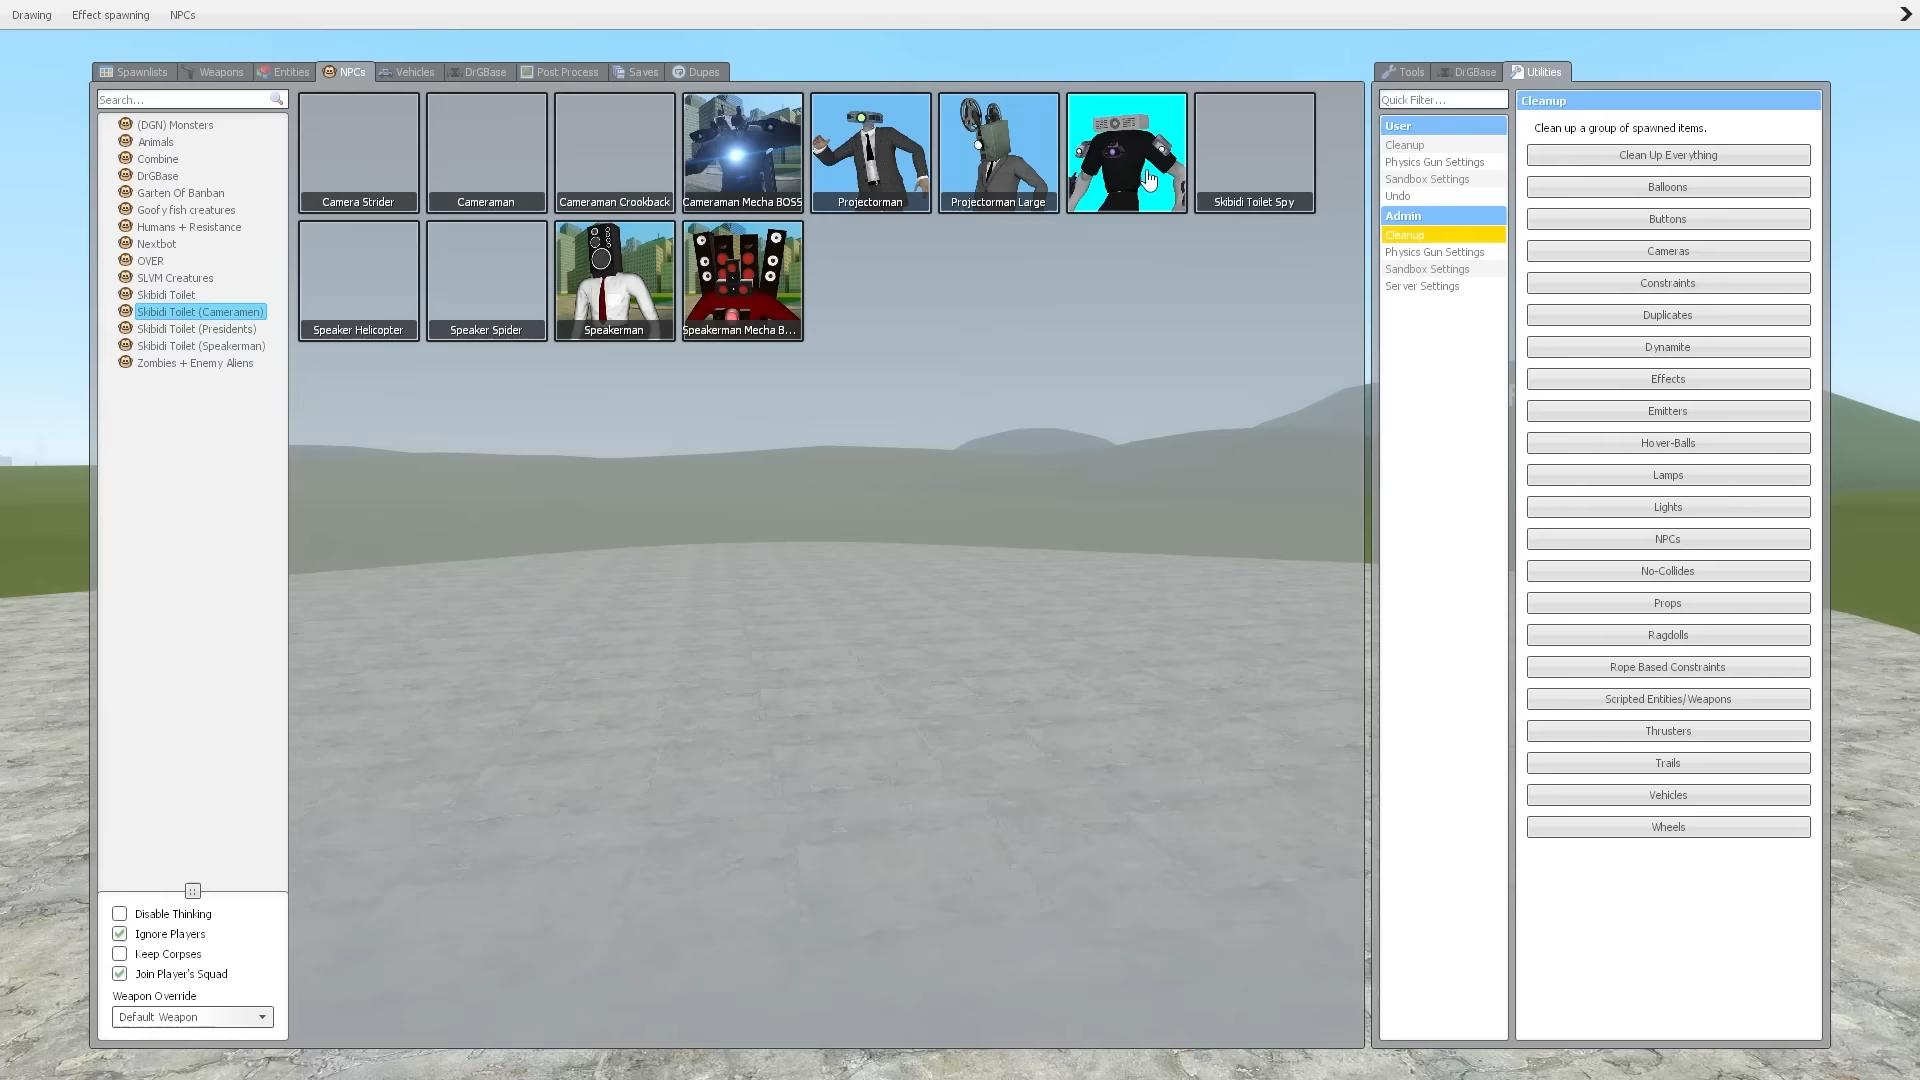 Drawing
Effect spawning
NPCs
Spawnlists
Weapons
Entities
NPCs
Vehicles
DrGBase
Post Process
Saves
Dupes
Search...
(DGN) Monsters
Animals
Combine
DrGBase
Garten Of Banban
Goofy fish creatures
Humans + Resistance
Nextbot
OVER
SLVM Creatures
Skibidi Toilet
Skibidi Toilet (Cameramen)
Skibidi Toilet (Presidents)
Skibidi Toilet (Speakerman)
Zombies + Enemy Aliens
Disable Thinking
Ignore Players
Keep Corpses
Join Player's Squad
Weapon Override
Default Weapon
Camera Strider
Cameraman
Cameraman Crookback
Cameraman Mecha BOSS
Projectorman
Projectorman Large
Skibidi Toilet Spy
Speaker Helicopter
Speaker Spider
Speakerman
Speakerman Mecha B...
Tools
DrGBase
Utilities
Quick Filter...
User
Cleanup
Physics Gun Settings
Sandbox Settings
Undo
Admin
Cleanup
Physics Gun Settings
Sandbox Settings
Server Settings
Cleanup
Clean up a group of spawned items.
Clean Up Everything
Balloons
Buttons
Cameras
Constraints
Duplicates
Dynamite
Effects
Emitters
Hover-Balls
Lamps
Lights
NPCs
No-Collides
Props
Ragdolls
Rope Based Constraints
Scripted Entities/Weapons
Thrusters
Trails
Vehicles
Wheels